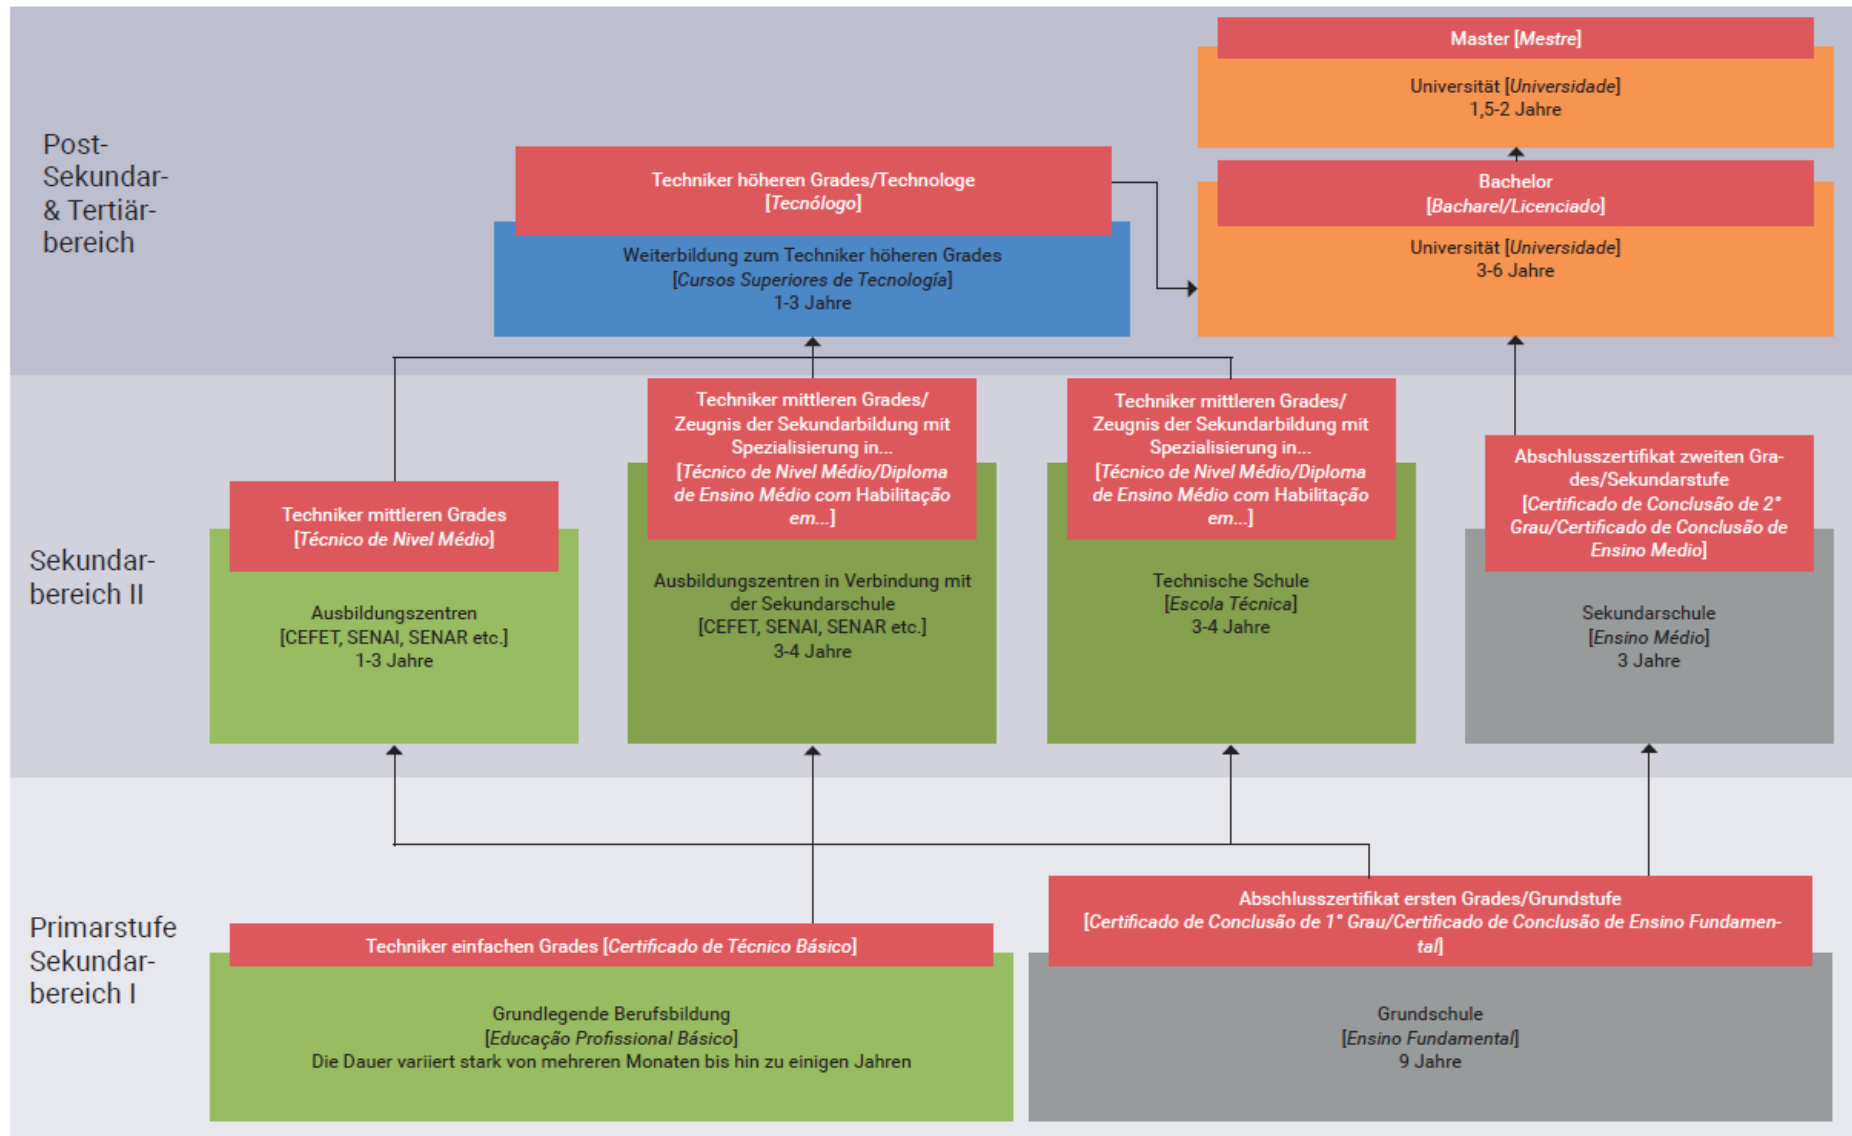 Master [Mestre]
Universität [Universidade]
1,5-2 Jahre
Post-
Sekundar-
& Tertiär-
bereich
Techniker höheren Grades/Technologe
[Tecnólogo]
Weiterbildung zum Techniker höheren Grades
[Cursos Superiores de Tecnología]
1-3 Jahre
Bachelor
[Bacharel/Licenciado]
Universität [Universidade]
3-6 Jahre
Sekundar-
bereich II
Techniker mittleren Grades
[Técnico de Nivel Médio]
Ausbildungszentren
[CEFET, SENAI, SENAR etc.]
1-3 Jahre
Techniker mittleren Grades/
Zeugnis der Sekundarbildung mit
Spezialisierung in...
[Técnico de Nivel Médio/Diploma
de Ensino Médio com Habilitação
em...]
Ausbildungszentren in Verbindung mit
der Sekundarschule
[CEFET, SENAI, SENAR etc.]
3-4 Jahre
Techniker mittleren Grades/
Zeugnis der Sekundarbildung mit
Spezialisierung in...
[Técnico de Nivel Médio/Diploma
de Ensino Médio com Habilitação
em...]
Technische Schule
[Escola Técnica]
3-4 Jahre
Abschlusszertifikat zweiten Gra-
des/Sekundarstufe
[Certificado de Conclusão de 2°
Grau/Certificado de Conclusão de
Ensino Medio]
Sekundarschule
[Ensino Médio]
3 Jahre
Primarstufe
Sekundar-
bereich I
Techniker einfachen Grades [Certificado de Técnico Básico]
Grundlegende Berufsbildung
[Educação Profissional Básico]
Die Dauer variiert stark von mehreren Monaten bis hin zu einigen Jahren
Abschlusszertifikat ersten Grades/Grundstufe
[Certificado de Conclusão de 1° Grau/Certificado de Conclusão de Ensino Fundamen-
tal]
Grundschule
[Ensino Fundamental]
9 Jahre